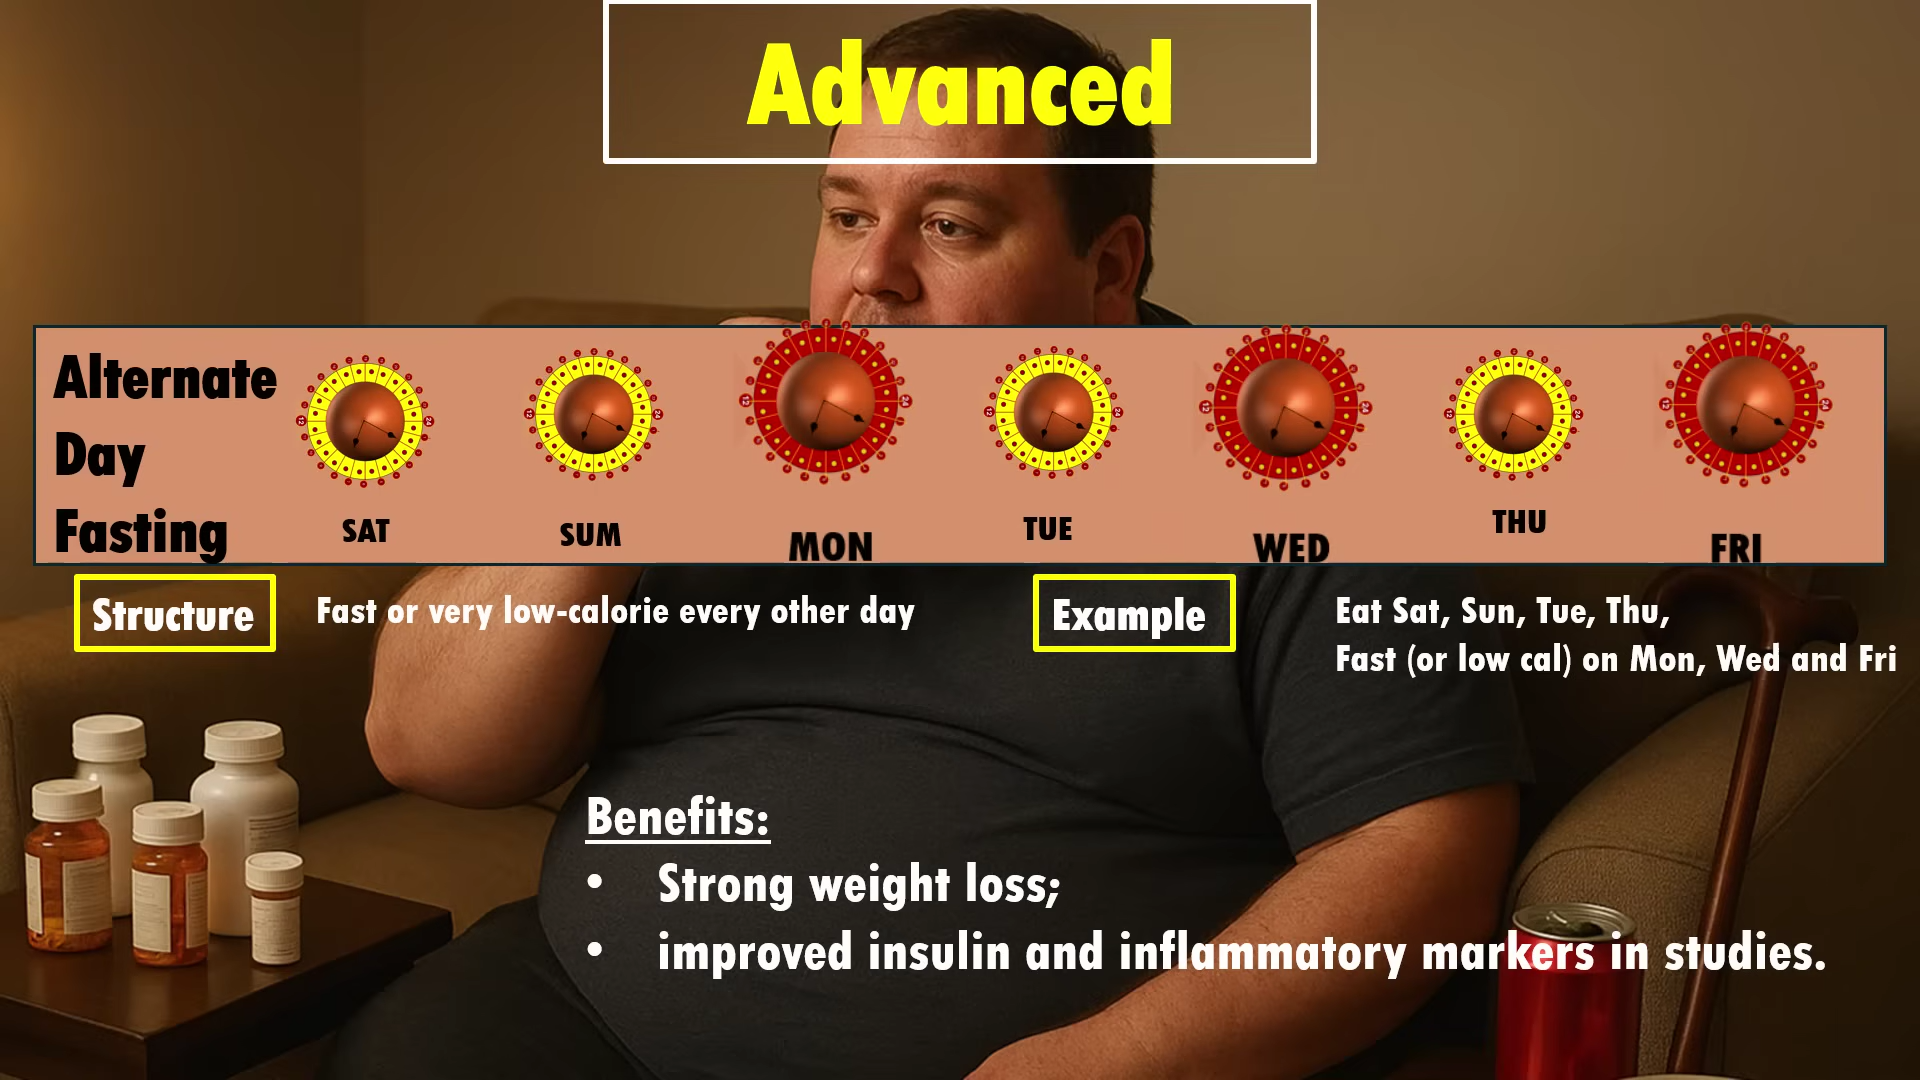 Advanced
Alternate
Day
Fasting
SAT
SUM
MON
TUE
WED
THU
FRI
Structure
Fast or very low-calorie every other day
Example
Eat Sat, Sun, Tue, Thu,
Fast (or low cal) on Mon, Wed and Fri
Benefits:
• Strong weight loss;
• improved insulin and inflammatory markers in studies.